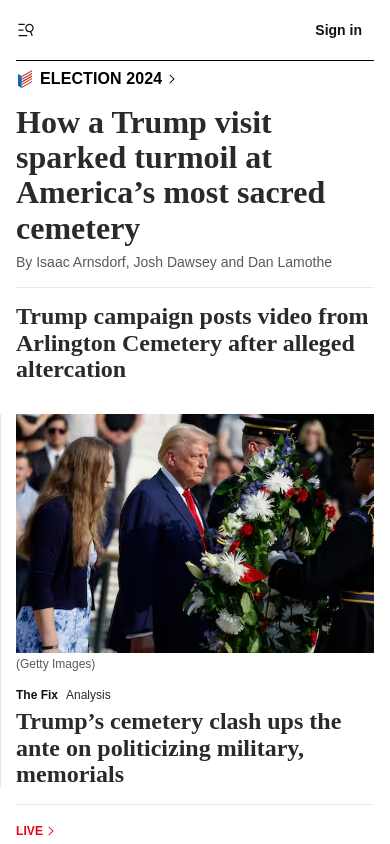 Sign in
ELECTION 2024
How a Trump visit
sparked turmoil at
America’s most sacred
cemetery
By Isaac Arnsdorf, Josh Dawsey and Dan Lamothe
Trump campaign posts video from
Arlington Cemetery after alleged
altercation
(Getty Images)
The Fix Analysis
Trump’s cemetery clash ups the
ante on politicizing military,
memorials
LIVE